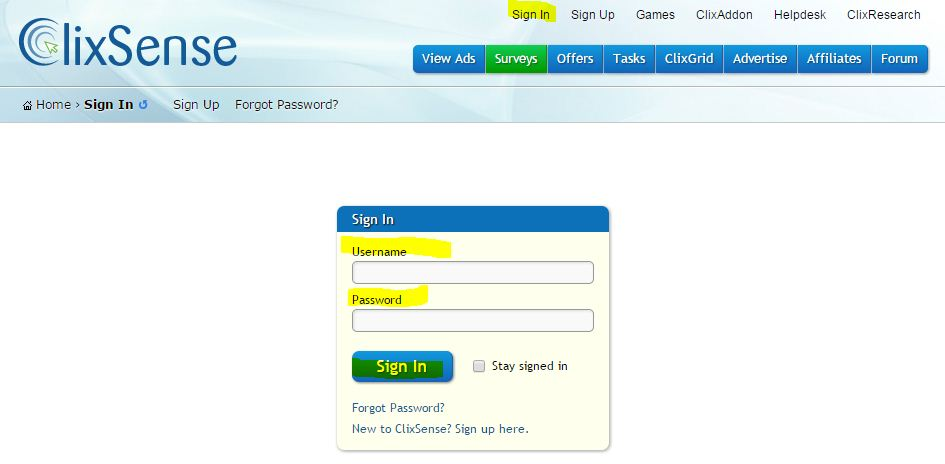 Sign In Sign Up Games ClixAddon Helpdesk ClixResearch
ClixSense
View Ads Surveys Offers Tasks ClixGrid Advertise Affiliates Forum
Home › Sign In Sign Up Forgot Password?
Sign In
Username
Password
Sign In Stay signed in
Forgot Password?
New to ClixSense? Sign up here.